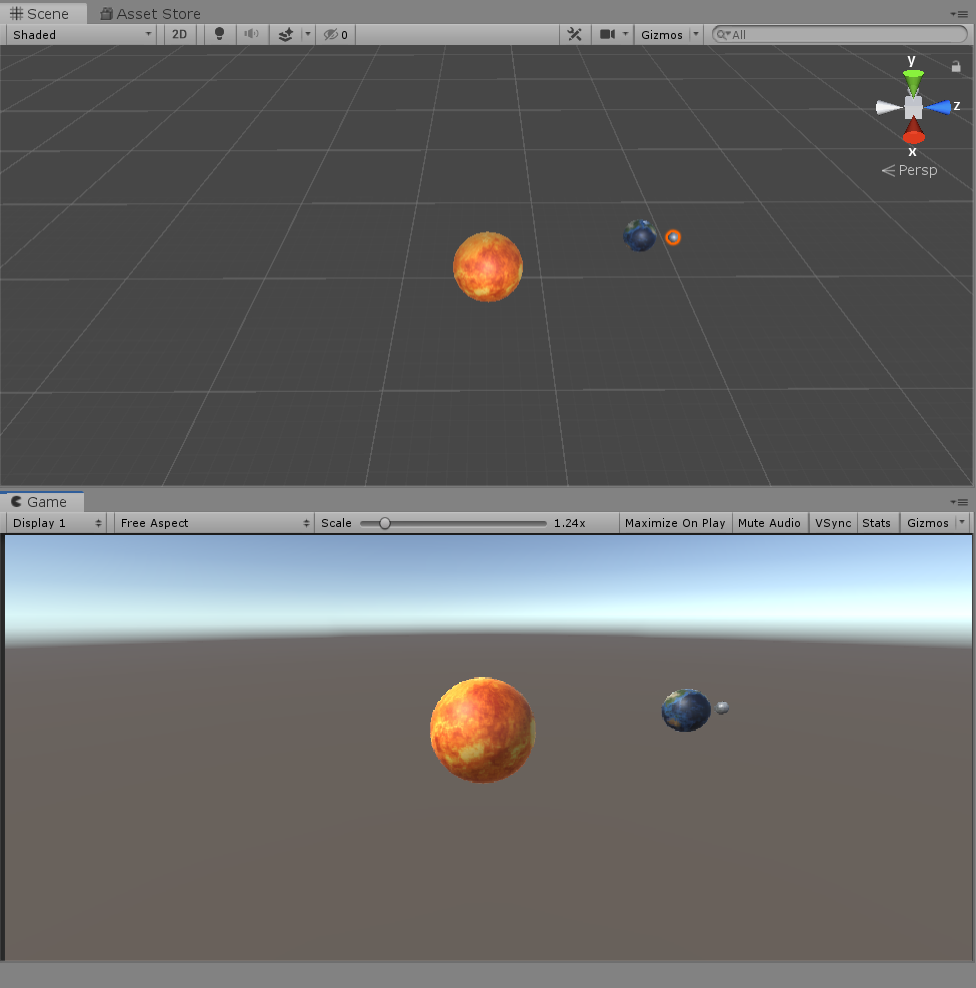 Scene Asset Store
Shaded 2D 0 Gizmos All
y
z
x
Persp
Game
Display 1 Free Aspect Scale 1.24x Maximize On Play Mute Audio VSync Stats Gizmos